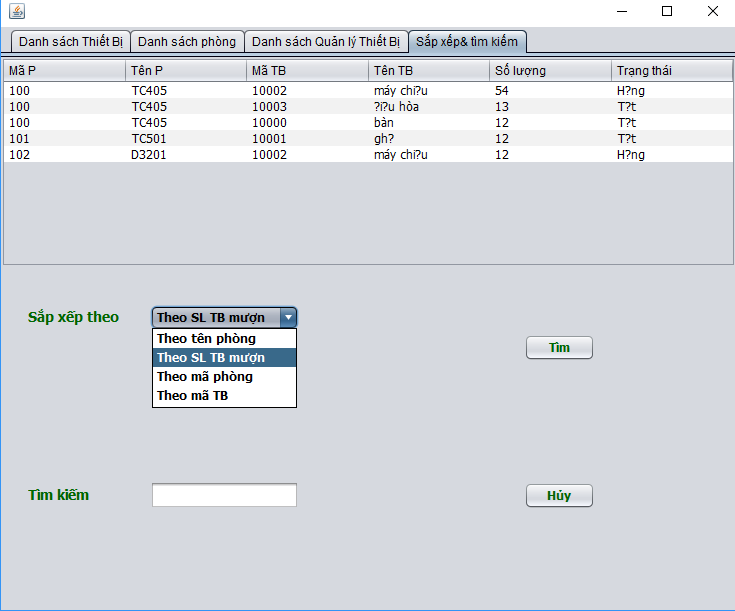 Danh sách Thiết Bị Danh sách phòng Danh sách Quản lý Thiết Bị Sắp xếp& tìm kiếm
Mã P Tên P Mã TB Tên TB Số lượng Trạng thái
100 TC405 10002 máy chi?u 54 H?ng
100 TC405 10003 ?i?u hòa 13 T?t
100 TC405 10000 bàn 12 T?t
101 TC501 10001 gh? 12 T?t
102 D3201 10002 máy chi?u 12 H?ng
Sắp xếp theo Theo SL TB mượn
Theo tên phòng
Theo SL TB mượn
Theo mã phòng
Theo mã TB
Tìm
Tìm kiếm
Hủy